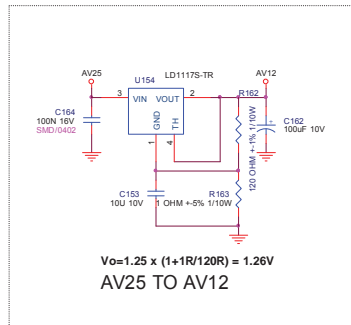 AV25
U154
LD1117S-TR
R162
AV12
3
VIN
VOUT
2
GND
TH
1
4
C164
100N 16V
SMD/0402
120 OHM +-1% 1/10W
C162
100uF 10V
+
C153
10U 10V
R163
1 OHM +-5% 1/10W
Vo=1.25 x (1+1R/120R) = 1.26V
AV25 TO AV12